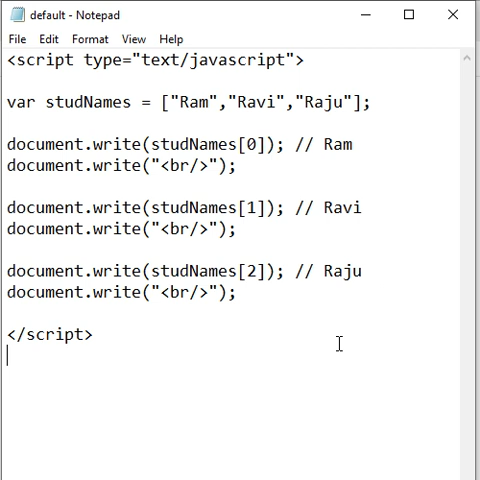 default - Notepad
File Edit Format View Help
<script type="text/javascript">
var studNames = ["Ram","Ravi","Raju"];
document.write(studNames[0]); // Ram
document.write("<br/>");
document.write(studNames[1]); // Ravi
document.write("<br/>");
document.write(studNames[2]); // Raju
document.write("<br/>");
</script>